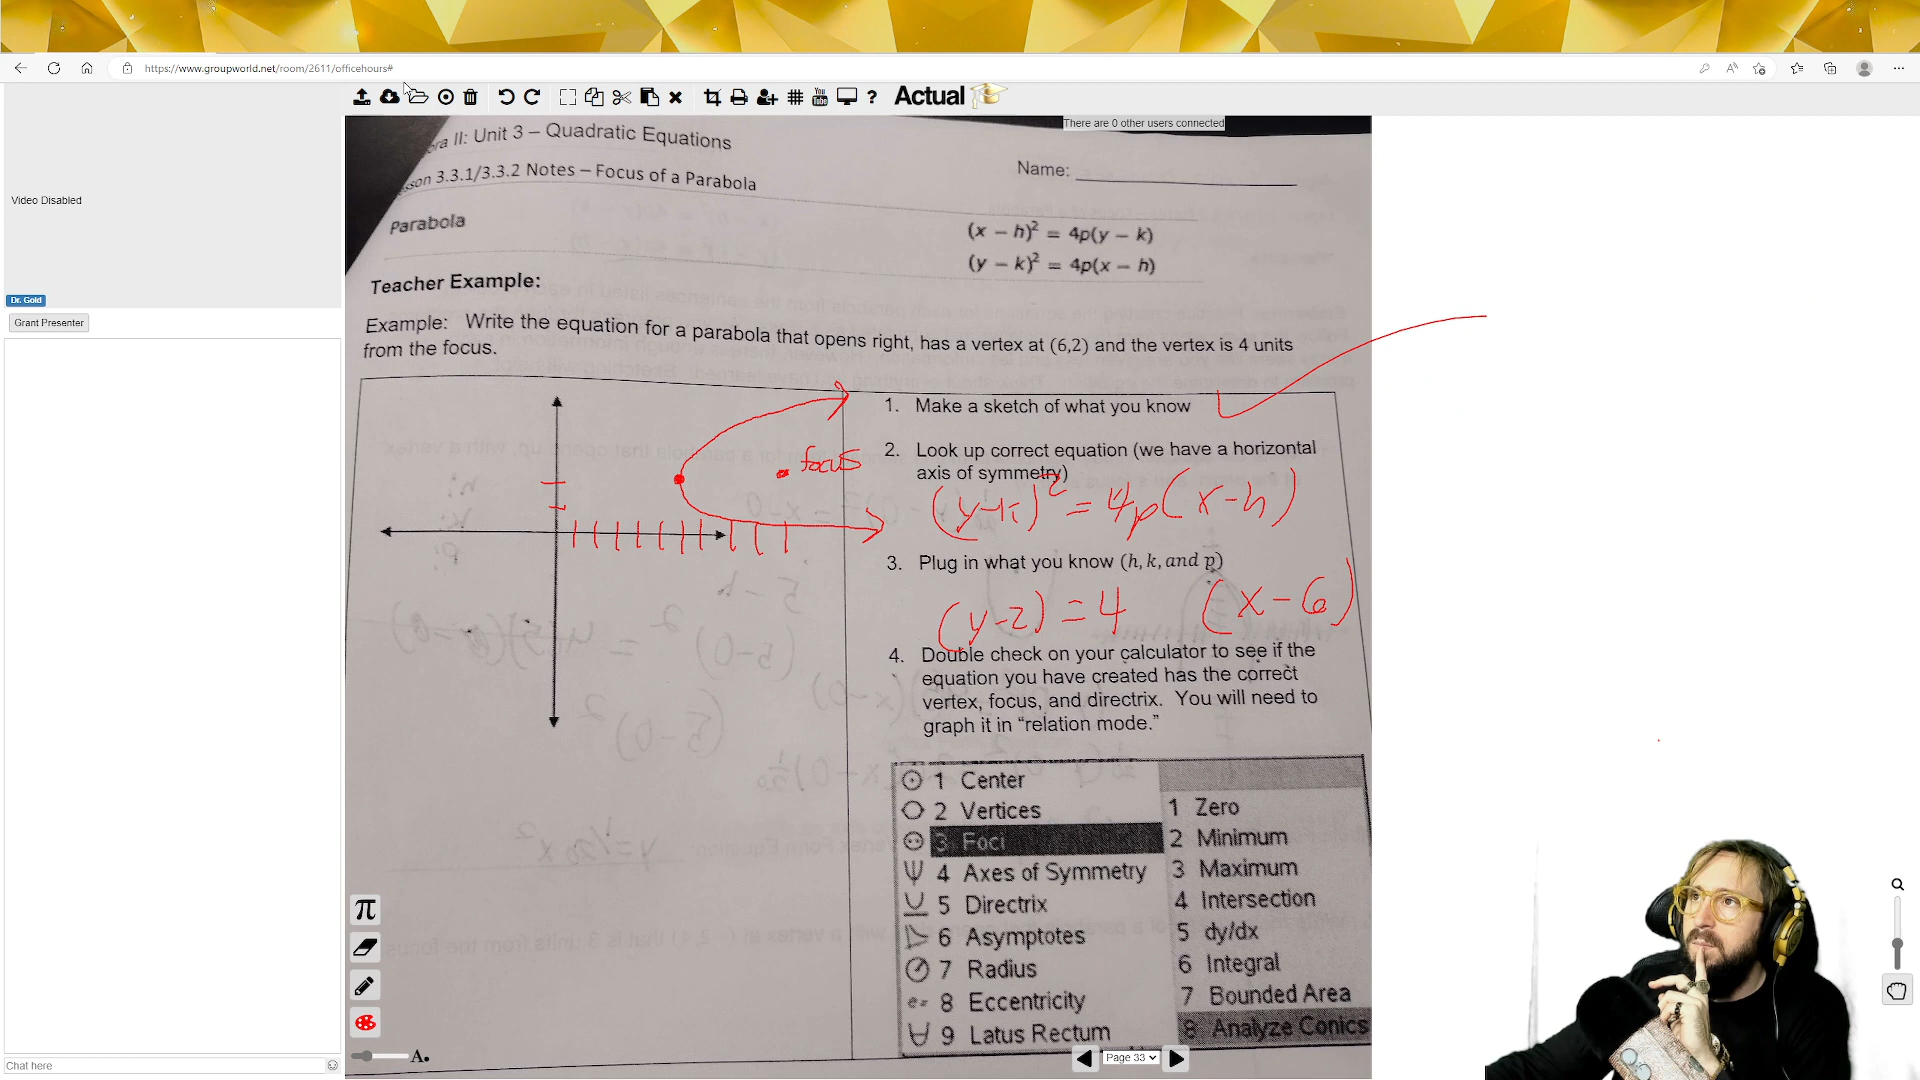 https://www.groupworld.net/room/2611/officehours#
Actual
There are 0 other users connected
Video Disabled
Dr. Gold
Grant Presenter
ra II: Unit 3 – Quadratic Equations
sson 3.3.1/3.3.2 Notes – Focus of a Parabola
Name:
Parabola
(x – h)² = 4p(y – k)
(y – k)² = 4p(x – h)
Teacher Example:
Example: Write the equation for a parabola that opens right, has a vertex at (6,2) and the vertex is 4 units
from the focus.
focus
1. Make a sketch of what you know
2. Look up correct equation (we have a horizontal
axis of symmetry)
(y-k)² = 4p(x-h)
3. Plug in what you know (h, k, and p)
(y-2) = 4 (x-6)
4. Double check on your calculator to see if the
equation you have created has the correct
vertex, focus, and directrix. You will need to
graph it in “relation mode.”
1 Center
2 Vertices
3 Foci
4 Axes of Symmetry
5 Directrix
6 Asymptotes
7 Radius
8 Eccentricity
9 Latus Rectum
1 Zero
2 Minimum
3 Maximum
4 Intersection
5 dy/dx
6 Integral
7 Bounded Area
8 Analyze Conics
π
A.
Page 33
Chat here